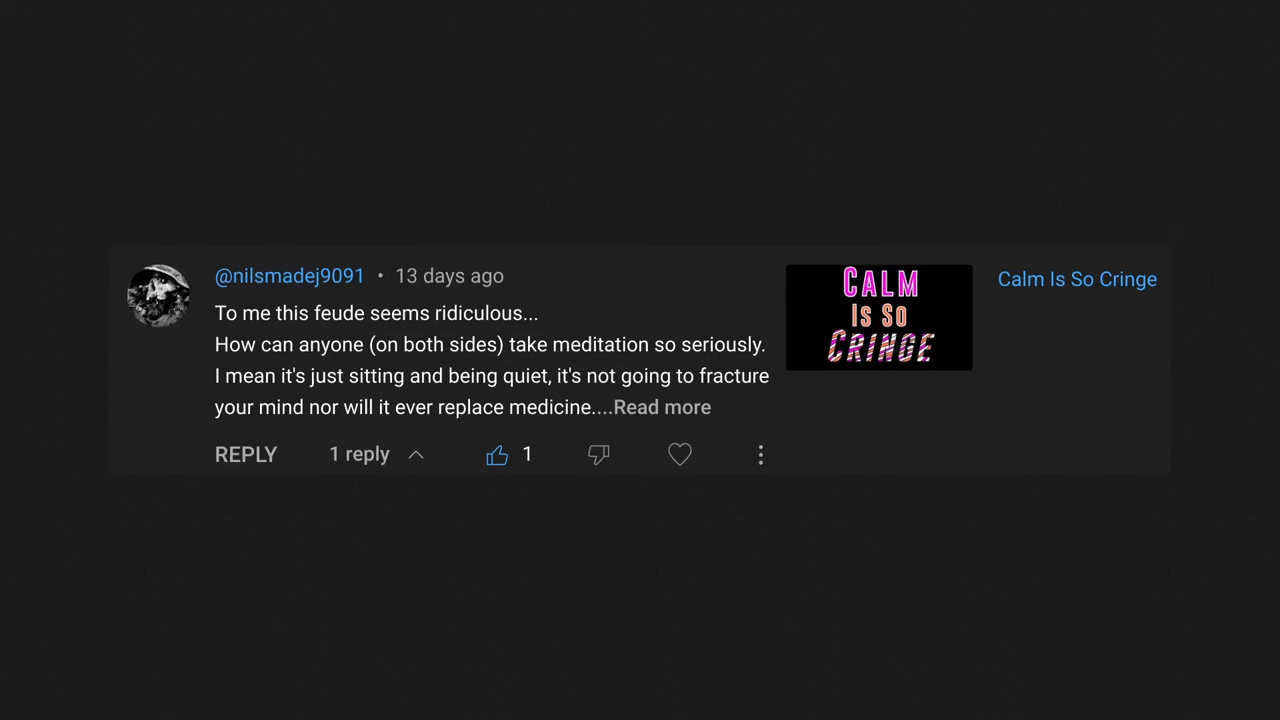 @nilsmadej9091 • 13 days ago
To me this feude seems ridiculous...
How can anyone (on both sides) take meditation so seriously.
I mean it's just sitting and being quiet, it's not going to fracture
your mind nor will it ever replace medicine....Read more
REPLY 1 reply 1
CALM
IS SO
CRINGE
Calm Is So Cringe